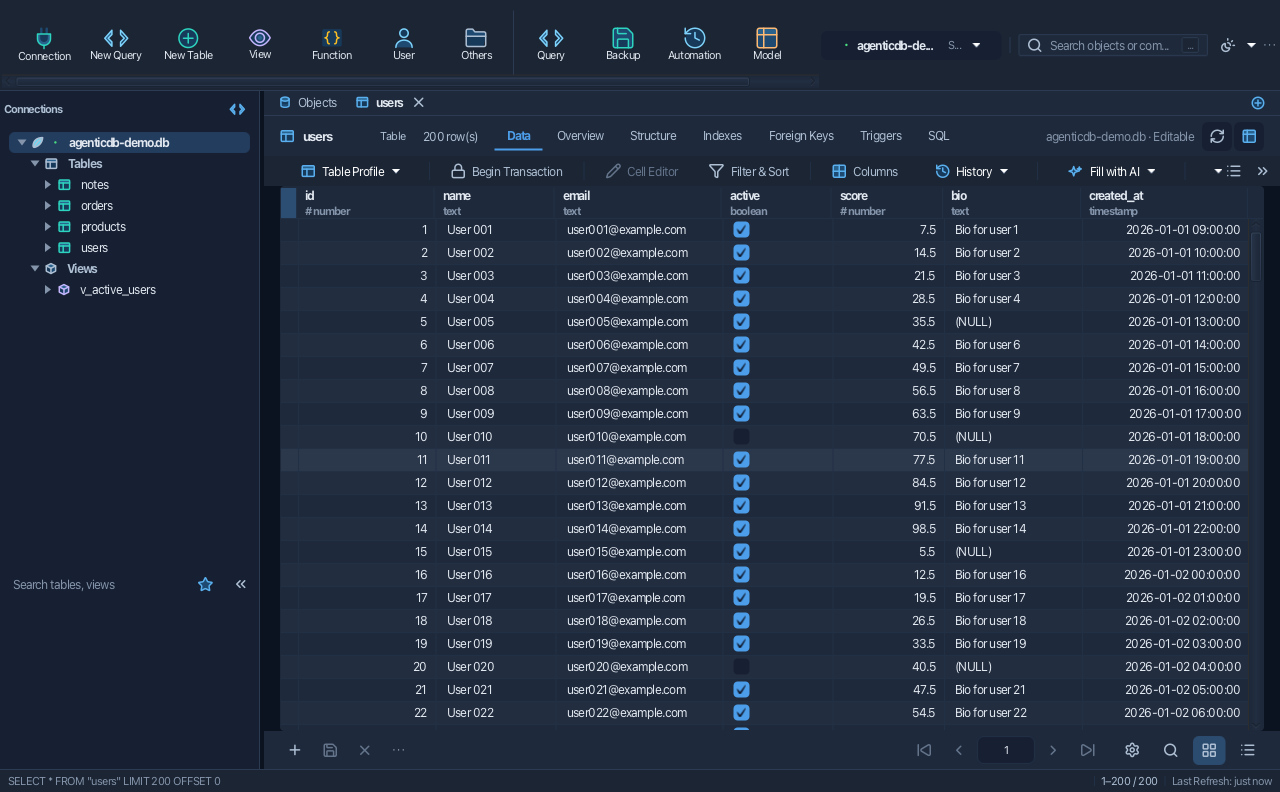 Connection
New Query
New Table
View
Function
User
Others
Query
Backup
Automation
Model
agenticdb-de...
S...
Search objects or com...
...
Connections
agenticdb-demo.db
Tables
notes
orders
products
users
Views
v_active_users
Search tables, views
Objects
users
users Table 200 row(s) Data Overview Structure Indexes Foreign Keys Triggers SQL agenticdb-demo.db · Editable
Table Profile Begin Transaction Cell Editor Filter & Sort Columns History Fill with AI
id name email active score bio created_at
# number text text boolean # number text timestamp
1 User 001 user001@example.com 7.5 Bio for user 1 2026-01-01 09:00:00
2 User 002 user002@example.com 14.5 Bio for user 2 2026-01-01 10:00:00
3 User 003 user003@example.com 21.5 Bio for user 3 2026-01-01 11:00:00
4 User 004 user004@example.com 28.5 Bio for user 4 2026-01-01 12:00:00
5 User 005 user005@example.com 35.5 (NULL) 2026-01-01 13:00:00
6 User 006 user006@example.com 42.5 Bio for user 6 2026-01-01 14:00:00
7 User 007 user007@example.com 49.5 Bio for user 7 2026-01-01 15:00:00
8 User 008 user008@example.com 56.5 Bio for user 8 2026-01-01 16:00:00
9 User 009 user009@example.com 63.5 Bio for user 9 2026-01-01 17:00:00
10 User 010 user010@example.com 70.5 (NULL) 2026-01-01 18:00:00
11 User 011 user011@example.com 77.5 Bio for user 11 2026-01-01 19:00:00
12 User 012 user012@example.com 84.5 Bio for user 12 2026-01-01 20:00:00
13 User 013 user013@example.com 91.5 Bio for user 13 2026-01-01 21:00:00
14 User 014 user014@example.com 98.5 Bio for user 14 2026-01-01 22:00:00
15 User 015 user015@example.com 5.5 (NULL) 2026-01-01 23:00:00
16 User 016 user016@example.com 12.5 Bio for user 16 2026-01-02 00:00:00
17 User 017 user017@example.com 19.5 Bio for user 17 2026-01-02 01:00:00
18 User 018 user018@example.com 26.5 Bio for user 18 2026-01-02 02:00:00
19 User 019 user019@example.com 33.5 Bio for user 19 2026-01-02 03:00:00
20 User 020 user020@example.com 40.5 (NULL) 2026-01-02 04:00:00
21 User 021 user021@example.com 47.5 Bio for user 21 2026-01-02 05:00:00
22 User 022 user022@example.com 54.5 Bio for user 22 2026-01-02 06:00:00
1
SELECT * FROM "users" LIMIT 200 OFFSET 0
1–200 / 200
Last Refresh: just now